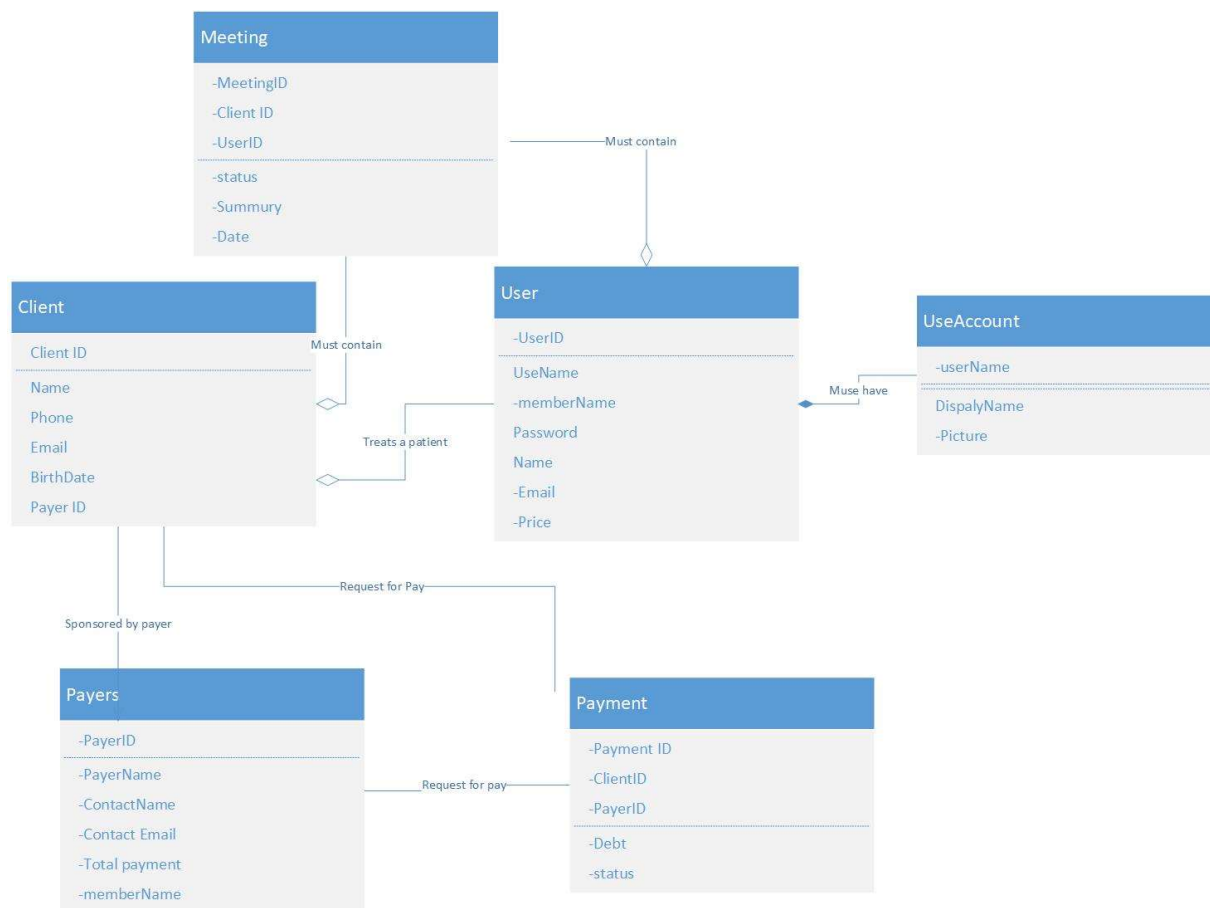 Meeting
-MeetingID
-Client ID
-UserID
-status
-Summury
-Date
Must contain
Client
Client ID
Name
Phone
Email
BirthDate
Payer ID
Must contain
Treats a patient
User
-UserID
UseName
-memberName
Password
Name
-Email
-Price
Muse have
UseAccount
-userName
DispalyName
-Picture
Request for Pay
Sponsored by payer
Payers
-PayerID
-PayerName
-ContactName
-Contact Email
-Total payment
-memberName
Request for pay
Payment
-Payment ID
-ClientID
-PayerID
-Debt
-status